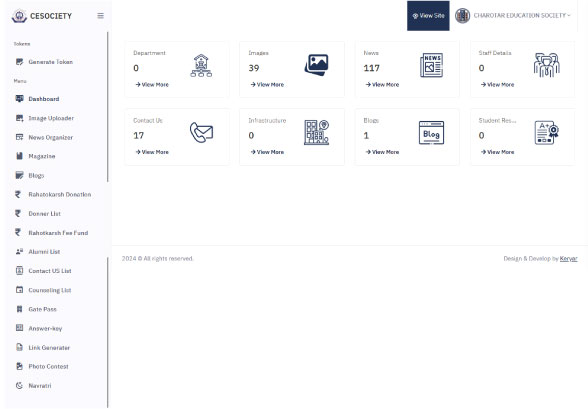 CESOCIETY
View Site
CHAROTAR EDUCATION SOCIETY
Tokens
Generate Token
Menu
Dashboard
Image Uploader
News Organizer
Magazine
Blogs
Rahatokarsh Donation
Donner List
Rahotkarsh Fee Fund
Alumni List
Contact US List
Counseling List
Gate Pass
Answer-key
Link Generater
Photo Contest
Navratri
Department
0
→ View More
Images
39
→ View More
News
117
→ View More
NEWS
Staff Details
0
→ View More
Contact Us
17
→ View More
Infrastructure
0
→ View More
Blogs
1
→ View More
Blog
Student Res...
0
→ View More
A+
2024 © All rights reserved.
Design & Develop by Keryar